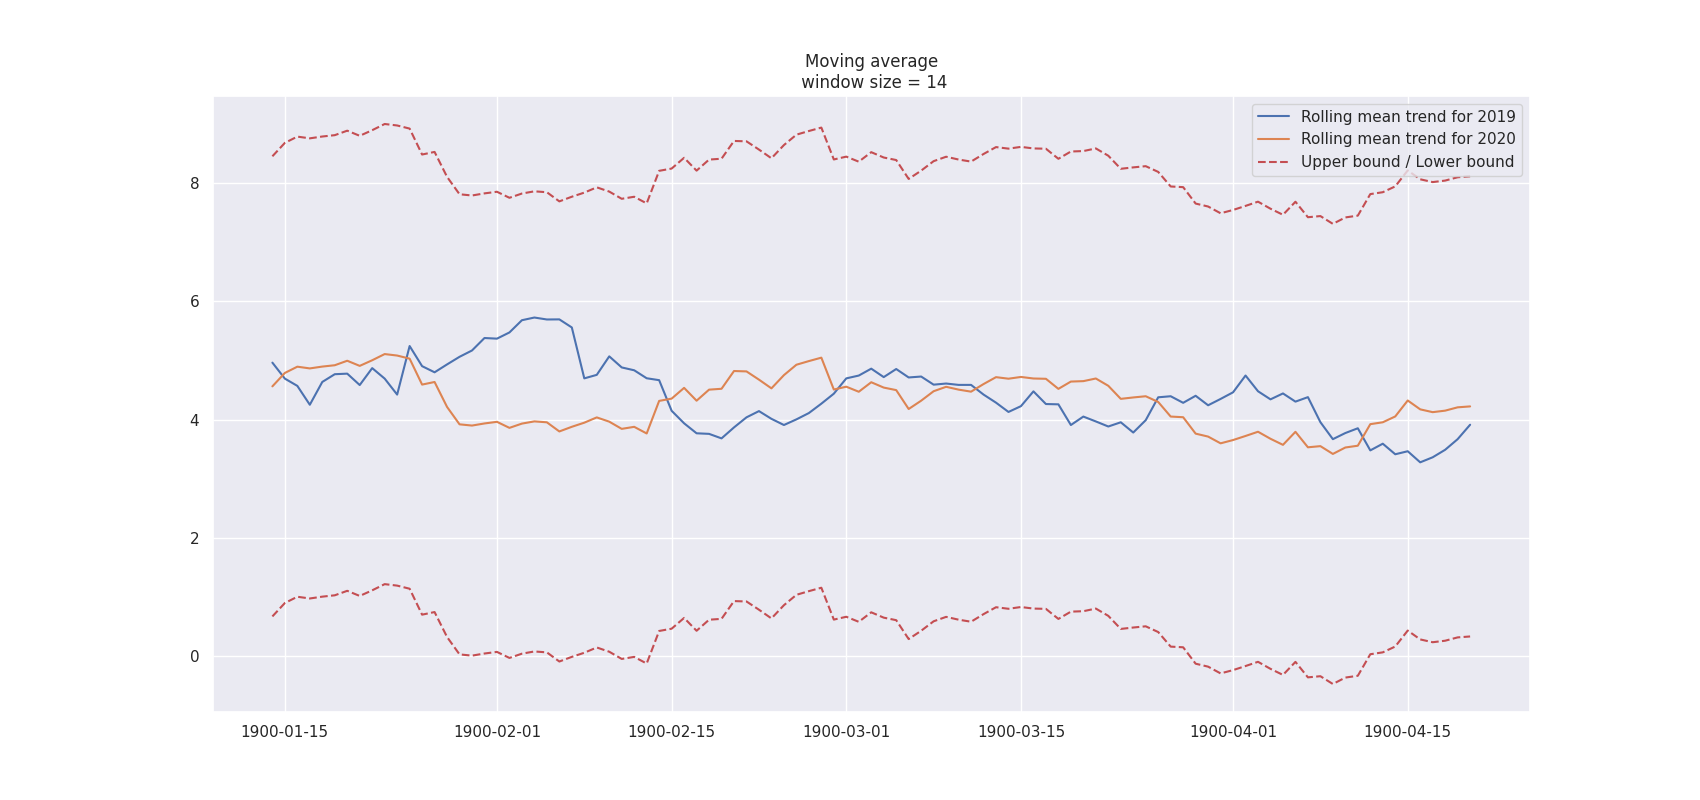 Moving average
window size = 14
Rolling mean trend for 2019
Rolling mean trend for 2020
Upper bound / Lower bound
8
6
4
2
0
1900-01-15 1900-02-01 1900-02-15 1900-03-01 1900-03-15 1900-04-01 1900-04-15